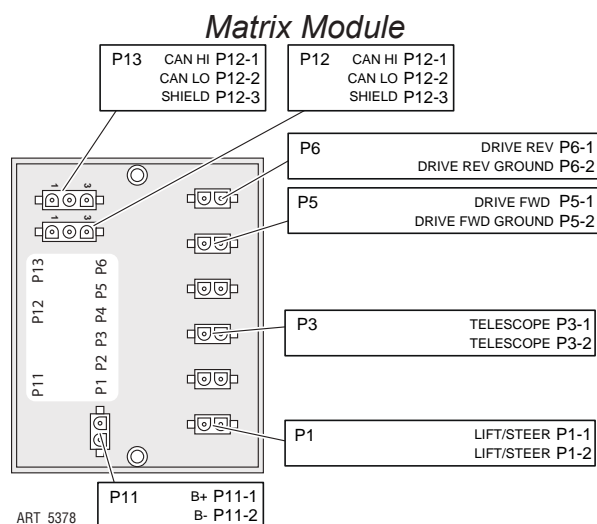 Matrix Module
P13 CAN HI P12-1
CAN LO P12-2
SHIELD P12-3
P12 CAN HI P12-1
CAN LO P12-2
SHIELD P12-3
P6 DRIVE REV P6-1
DRIVE REV GROUND P6-2
P5 DRIVE FWD P5-1
DRIVE FWD GROUND P5-2
1 3
1 3
P13 P12 P11
P6 P5 P4 P3 P2 P1
P3 TELESCOPE P3-1
TELESCOPE P3-2
P1 LIFT/STEER P1-1
LIFT/STEER P1-2
P11 B+ P11-1
B- P11-2
ART 5378